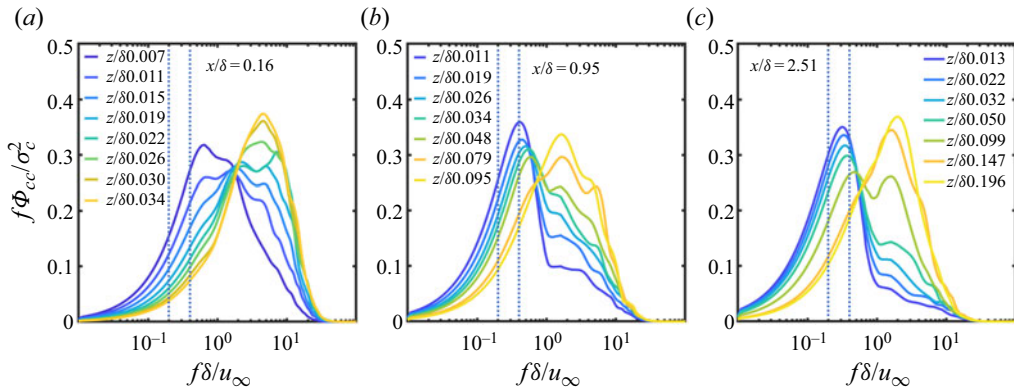 (a)
0.5
0.4
0.3
0.2
0.1
0
fΦcc/σc²
z/δ0.007
z/δ0.011
z/δ0.015
z/δ0.019
z/δ0.022
z/δ0.026
z/δ0.030
z/δ0.034
x/δ = 0.16
10⁻¹ 10⁰ 10¹
fδ/u∞
(b)
0.5
0.4
0.3
0.2
0.1
0
z/δ0.011
z/δ0.019
z/δ0.026
z/δ0.034
z/δ0.048
z/δ0.079
z/δ0.095
x/δ = 0.95
10⁻¹ 10⁰ 10¹
fδ/u∞
(c)
0.5
0.4
0.3
0.2
0.1
0
x/δ = 2.51
z/δ0.013
z/δ0.022
z/δ0.032
z/δ0.050
z/δ0.099
z/δ0.147
z/δ0.196
10⁻¹ 10⁰ 10¹
fδ/u∞